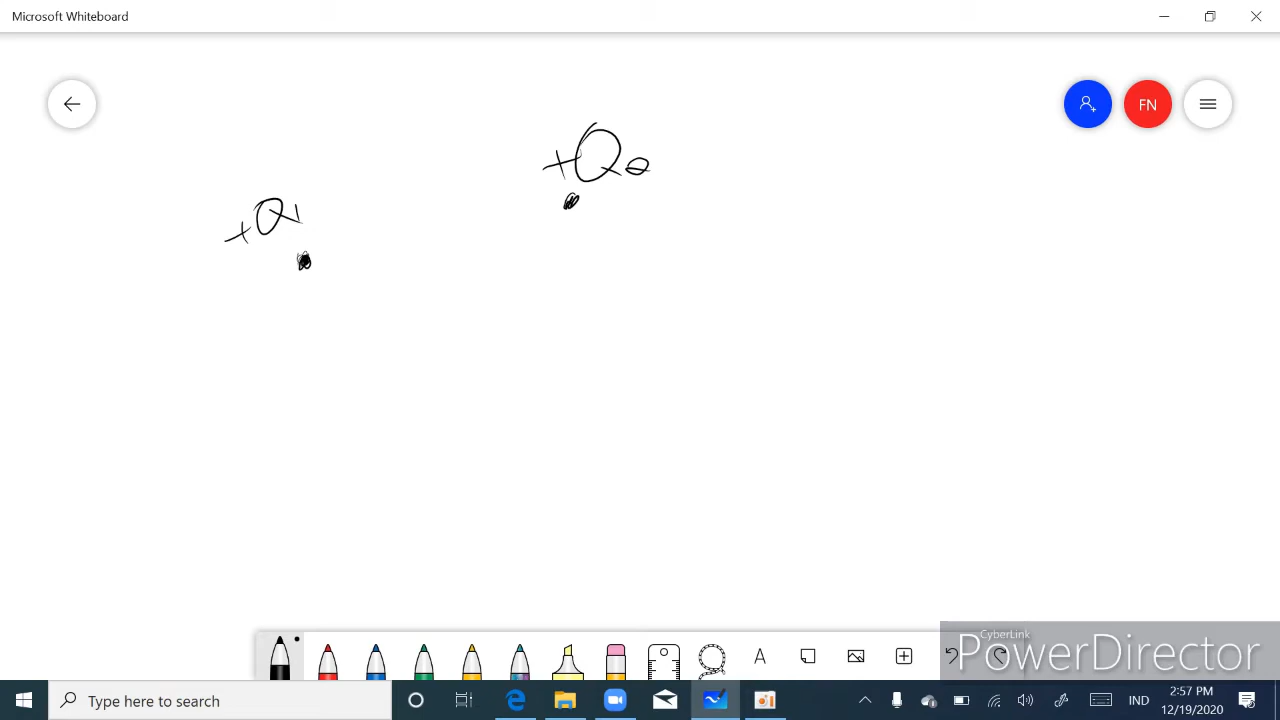 Microsoft Whiteboard
FN
+Q2
+Q1
A
CyberLink
PowerDirector
Type here to search
IND
2:57 PM
12/19/2020